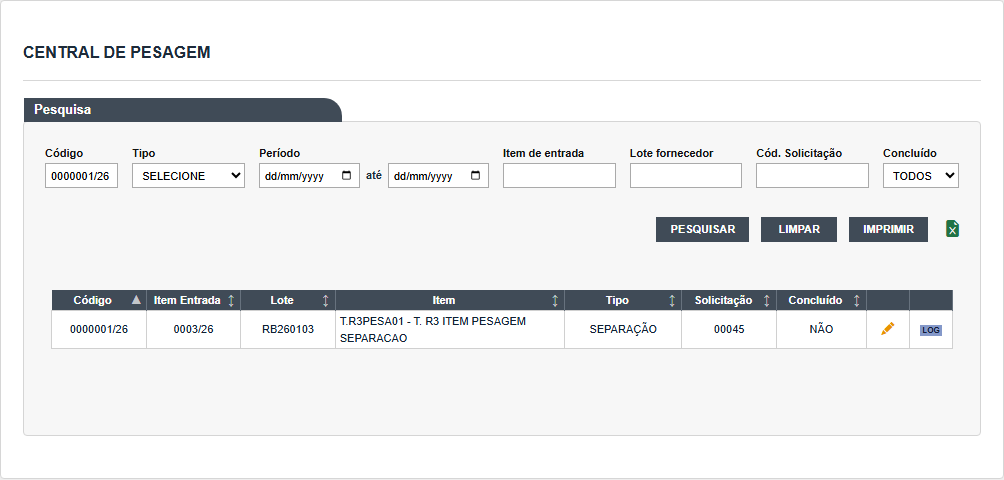 CENTRAL DE PESAGEM
Pesquisa
Código Tipo Período Item de entrada Lote fornecedor Cód. Solicitação Concluído
0000001/26 SELECIONE dd/mm/yyyy até dd/mm/yyyy TODOS
PESQUISAR LIMPAR IMPRIMIR
Código Item Entrada Lote Item Tipo Solicitação Concluído
0000001/26 0003/26 RB260103 T.R3PESA01 - T. R3 ITEM PESAGEM SEPARAÇÃO 00045 NÃO LOG
SEPARACAO